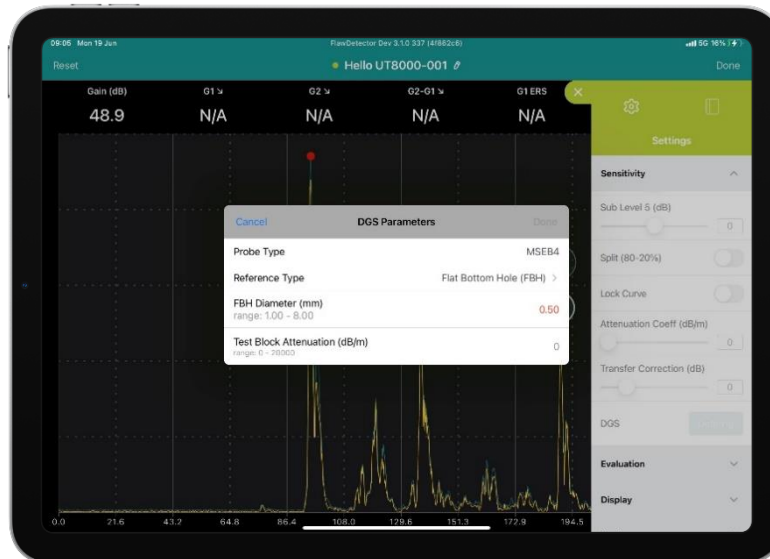 09:05 Mon 19 Jun
FlawDetector Dev 3.1.0 337 (4f862c6)
5G 16%
Reset
Hello UT8000-001
Done
Gain (dB)
G1
G2
G2-G1
G1 ERS
48.9
N/A
N/A
N/A
N/A
Settings
Sensitivity
Sub Level 5 (dB)
0
Split (80-20%)
Lock Curve
Attenuation Coeff (dB/m)
0
Transfer Correction (dB)
0
DGS
Evaluation
Display
Cancel
DGS Parameters
Done
Probe Type
MSEB4
Reference Type
Flat Bottom Hole (FBH)
FBH Diameter (mm)
0.50
range: 1.00 - 8.00
Test Block Attenuation (dB/m)
0
range: 0 - 20000
0.0 21.6 43.2 64.8 86.4 108.0 129.6 151.3 172.9 194.5